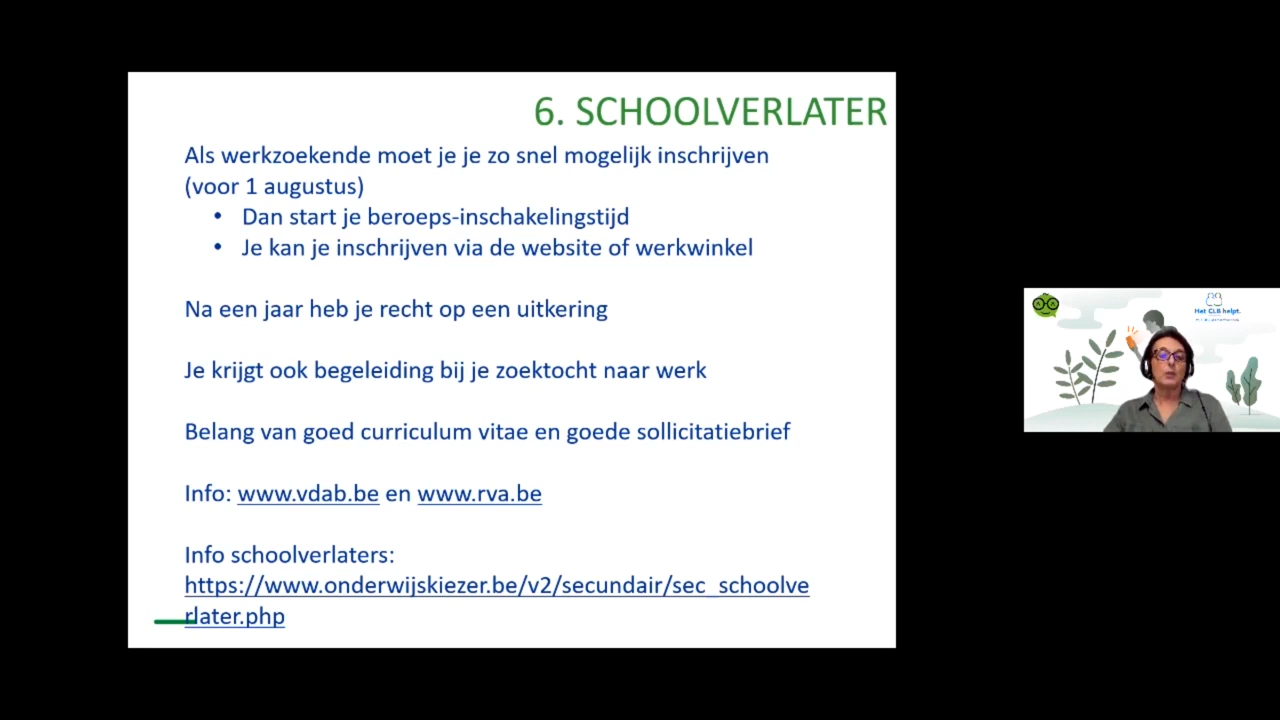 6. SCHOOLVERLATER
Als werkzoekende moet je je zo snel mogelijk inschrijven
(voor 1 augustus)
• Dan start je beroeps-inschakelingstijd
• Je kan je inschrijven via de website of werkwinkel
Na een jaar heb je recht op een uitkering
Je krijgt ook begeleiding bij je zoektocht naar werk
Belang van goed curriculum vitae en goede sollicitatiebrief
Info: www.vdab.be en www.rva.be
Info schoolverlaters:
https://www.onderwijskiezer.be/v2/secundair/sec_schoolve
rlater.php
Het CLB helpt.